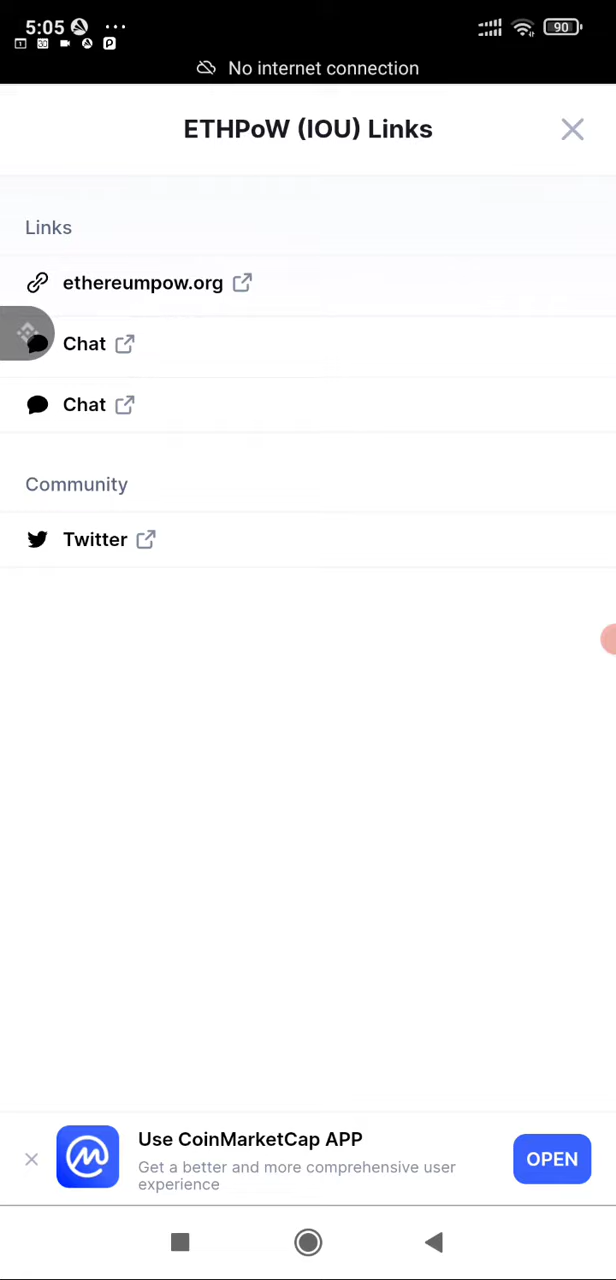 5:05
90
No internet connection
ETHPoW (IOU) Links
Links
ethereumpow.org
Chat
Chat
Community
Twitter
Use CoinMarketCap APP
Get a better and more comprehensive user
experience
OPEN